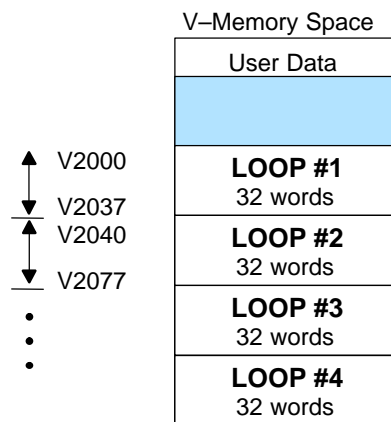 V–Memory Space
User Data
V2000
LOOP #1
32 words
V2037
V2040
LOOP #2
32 words
V2077
LOOP #3
32 words
LOOP #4
32 words